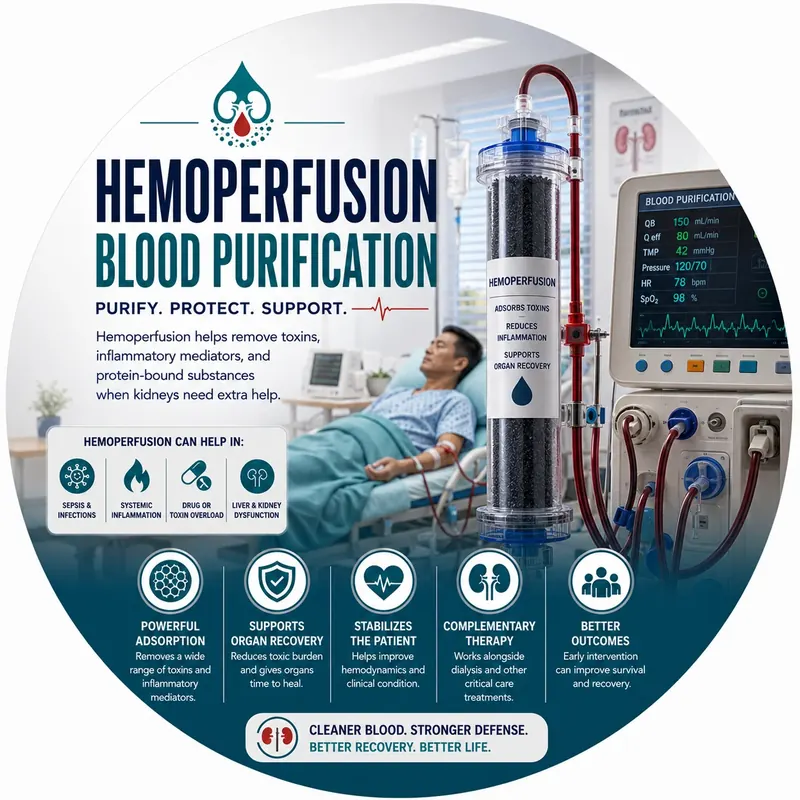 HEMOPERFUSION
BLOOD PURIFICATION
PURIFY. PROTECT. SUPPORT.
Hemoperfusion helps remove toxins,
inflammatory mediators, and
protein-bound substances
when kidneys need extra help.
HEMOPERFUSION CAN HELP IN:
SEPSIS &
INFECTIONS
SYSTEMIC
INFLAMMATION
DRUG OR
TOXIN OVERLOAD
LIVER & KIDNEY
DYSFUNCTION
HEMOPERFUSION
ADSORBS TOXINS
REDUCES
INFLAMMATION
SUPPORTS
ORGAN RECOVERY
BLOOD PURIFICATION
QB 150 mL/min
Q eff 80 mL/min
TMP 42 mmHg
Pressure 120/70
HR 78 bpm
SpO₂ 98 %
POWERFUL
ADSORPTION
Removes a wide
range of toxins and
inflammatory
mediators.
SUPPORTS
ORGAN RECOVERY
Reduces toxic burden
and gives organs
time to heal.
STABILIZES
THE PATIENT
Helps improve
hemodynamics and
clinical condition.
COMPLEMENTARY
THERAPY
Works alongside
dialysis and other
critical care
treatments.
BETTER
OUTCOMES
Early intervention
can improve survival
and recovery.
CLEANER BLOOD. STRONGER DEFENSE.
BETTER RECOVERY. BETTER LIFE.